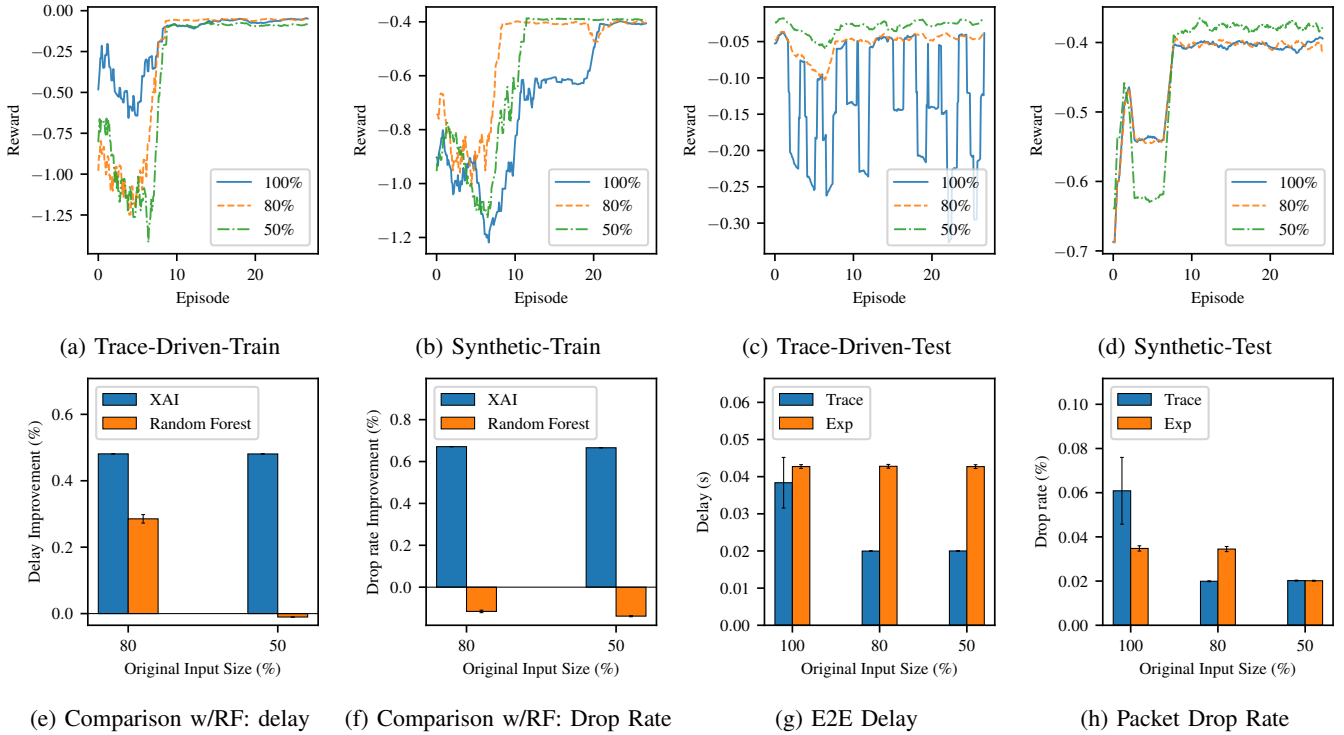 0.00
−0.25
−0.50
−0.75
−1.00
−1.25
Reward
100%
80%
50%
0
10
20
Episode
(a) Trace-Driven-Train
−0.4
−0.6
−0.8
−1.0
−1.2
Reward
100%
80%
50%
0
10
20
Episode
(b) Synthetic-Train
−0.05
−0.10
−0.15
−0.20
−0.25
−0.30
Reward
100%
80%
50%
0
10
20
Episode
(c) Trace-Driven-Test
−0.4
−0.5
−0.6
−0.7
Reward
100%
80%
50%
0
10
20
Episode
(d) Synthetic-Test
0.6
0.4
0.2
0.0
Delay Improvement (%)
XAI
Random Forest
80
50
Original Input Size (%)
(e) Comparison w/RF: delay
0.8
0.6
0.4
0.2
0.0
Drop rate Improvement (%)
XAI
Random Forest
80
50
Original Input Size (%)
(f) Comparison w/RF: Drop Rate
0.06
0.05
0.04
0.03
0.02
0.01
0.00
Delay (s)
Trace
Exp
100
80
50
Original Input Size (%)
(g) E2E Delay
0.10
0.08
0.06
0.04
0.02
0.00
Drop rate (%)
Trace
Exp
100
80
50
Original Input Size (%)
(h) Packet Drop Rate